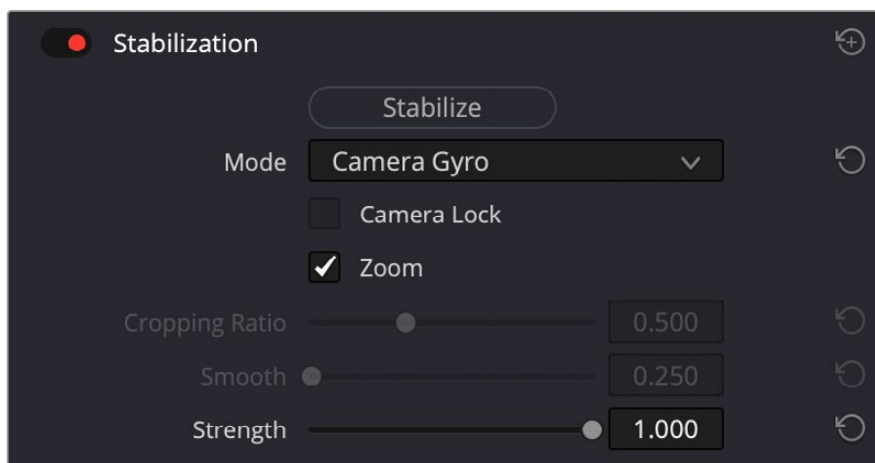 Stabilization
Stabilize
Mode Camera Gyro
Camera Lock
Zoom
Cropping Ratio 0.500
Smooth 0.250
Strength 1.000